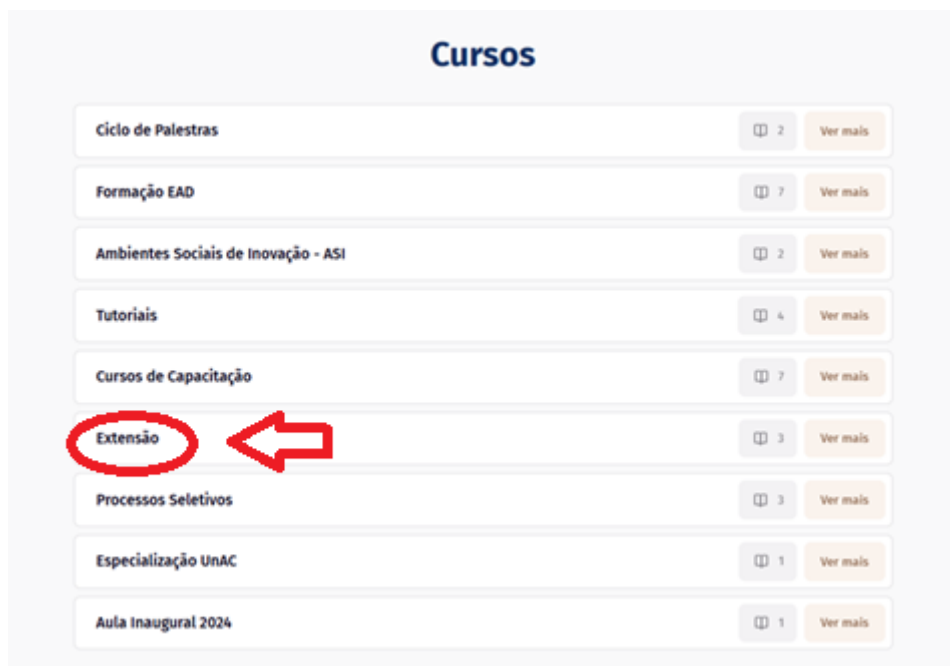 Cursos
Ciclo de Palestras 2 Ver mais
Formação EAD 7 Ver mais
Ambientes Sociais de Inovação - ASI 2 Ver mais
Tutoriais 4 Ver mais
Cursos de Capacitação 7 Ver mais
Extensão 3 Ver mais
Processos Seletivos 3 Ver mais
Especialização UnAC 1 Ver mais
Aula Inaugural 2024 1 Ver mais